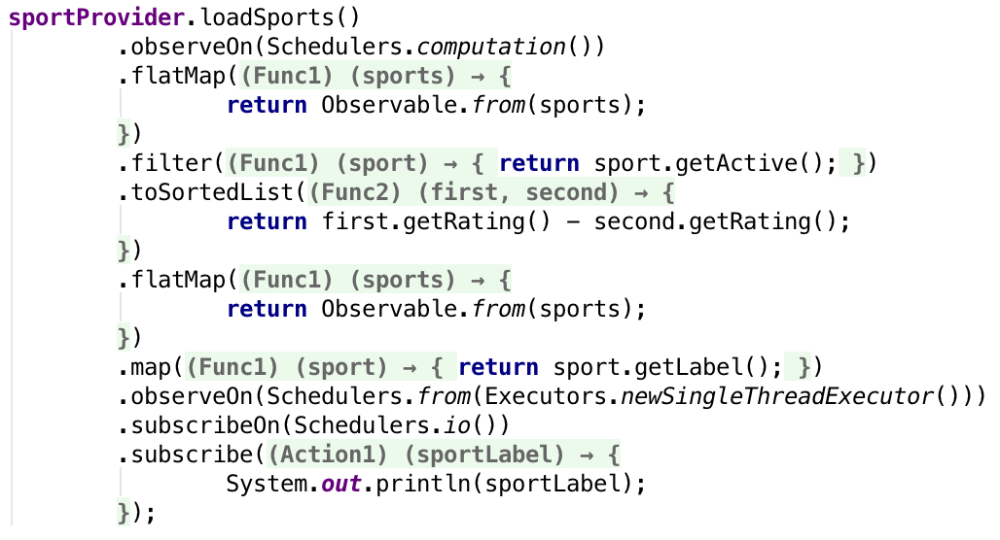 sportProvider.loadSports()
        .observeOn(Schedulers.computation())
        .flatMap((Func1) (sports) → {
                return Observable.from(sports);
        })
        .filter((Func1) (sport) → { return sport.getActive(); })
        .toSortedList((Func2) (first, second) → {
                return first.getRating() - second.getRating();
        })
        .flatMap((Func1) (sports) → {
                return Observable.from(sports);
        })
        .map((Func1) (sport) → { return sport.getLabel(); })
        .observeOn(Schedulers.from(Executors.newSingleThreadExecutor()))
        .subscribeOn(Schedulers.io())
        .subscribe((Action1) (sportLabel) → {
                System.out.println(sportLabel);
        });